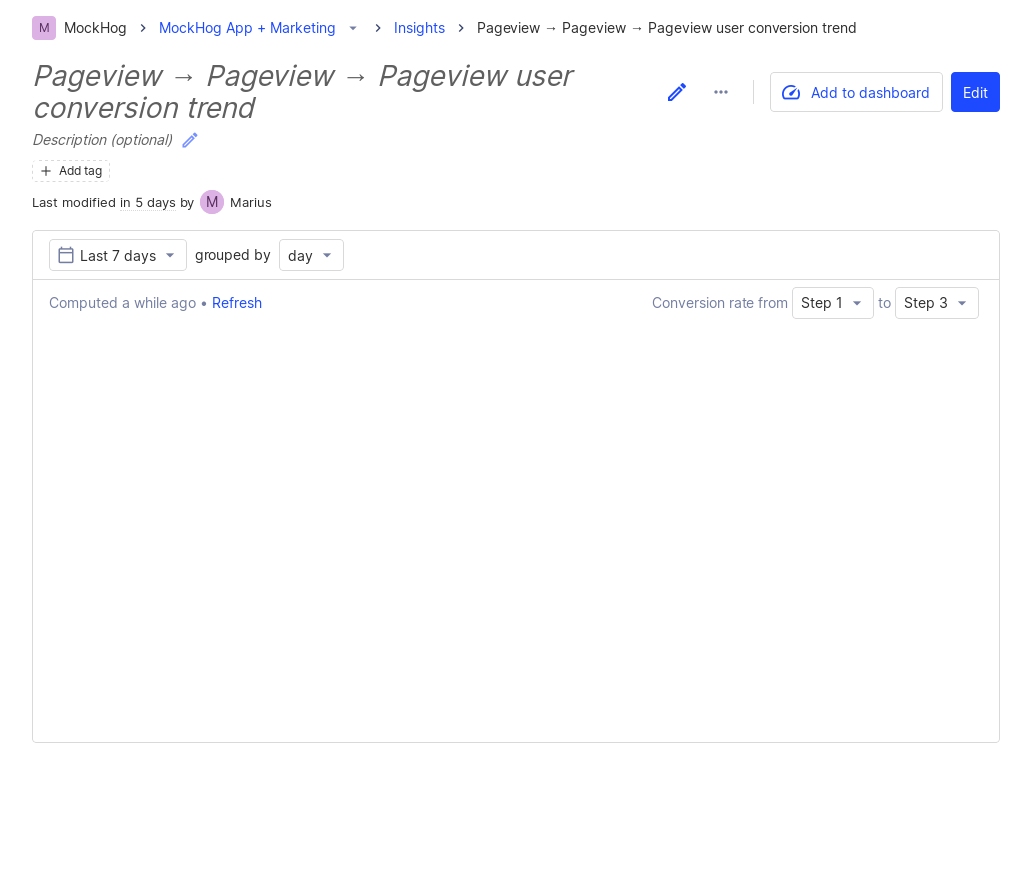 M MockHog MockHog App + Marketing Insights Pageview → Pageview → Pageview user conversion trend
Pageview → Pageview → Pageview user
conversion trend
Add to dashboard Edit
Description (optional)
Add tag
Last modified in 5 days by M Marius
Last 7 days grouped by day
Computed a while ago • Refresh Conversion rate from Step 1 to Step 3